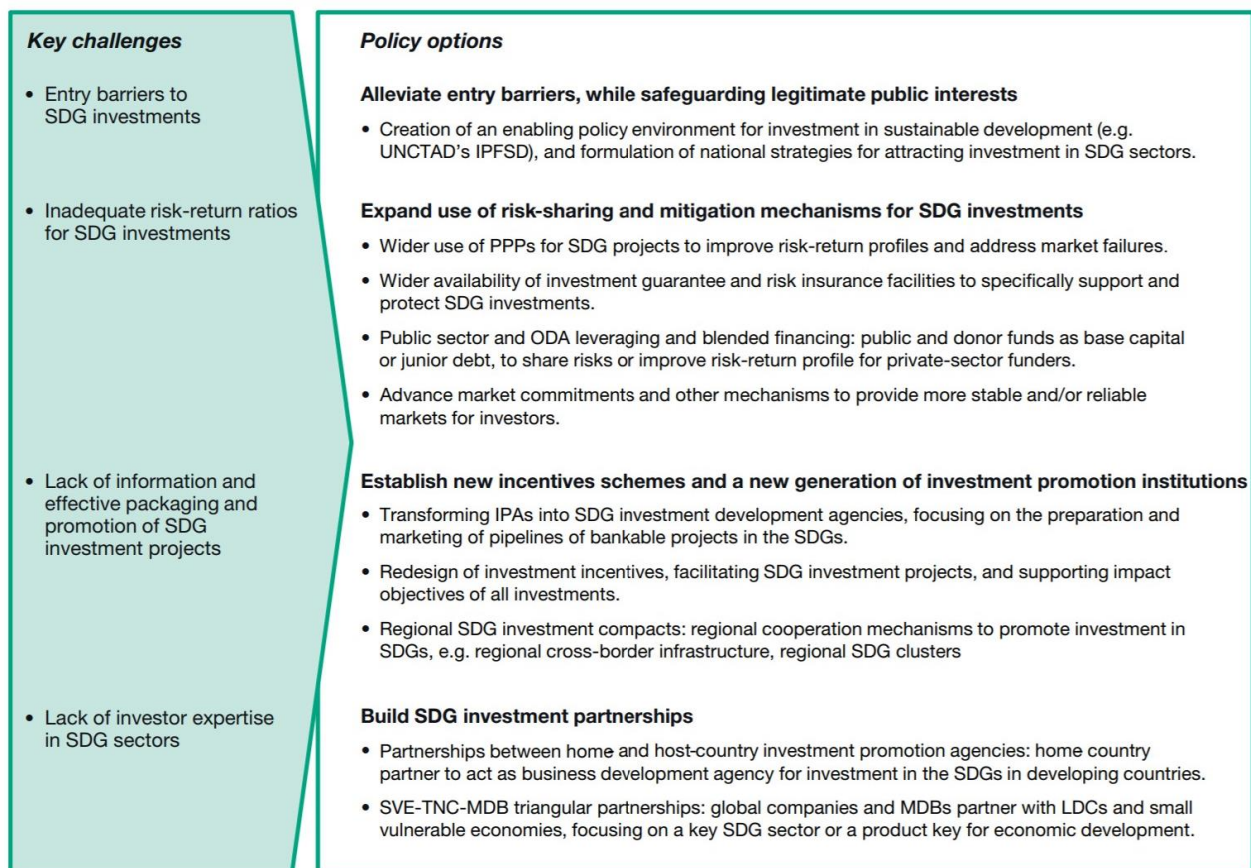 Key challenges
Policy options
• Entry barriers to
SDG investments
Alleviate entry barriers, while safeguarding legitimate public interests
• Creation of an enabling policy environment for investment in sustainable development (e.g.
UNCTAD's IPFSD), and formulation of national strategies for attracting investment in SDG sectors.
• Inadequate risk-return ratios
for SDG investments
Expand use of risk-sharing and mitigation mechanisms for SDG investments
• Wider use of PPPs for SDG projects to improve risk-return profiles and address market failures.
• Wider availability of investment guarantee and risk insurance facilities to specifically support and
protect SDG investments.
• Public sector and ODA leveraging and blended financing: public and donor funds as base capital
or junior debt, to share risks or improve risk-return profile for private-sector funders.
• Advance market commitments and other mechanisms to provide more stable and/or reliable
markets for investors.
• Lack of information and
effective packaging and
promotion of SDG
investment projects
Establish new incentives schemes and a new generation of investment promotion institutions
• Transforming IPAs into SDG investment development agencies, focusing on the preparation and
marketing of pipelines of bankable projects in the SDGs.
• Redesign of investment incentives, facilitating SDG investment projects, and supporting impact
objectives of all investments.
• Regional SDG investment compacts: regional cooperation mechanisms to promote investment in
SDGs, e.g. regional cross-border infrastructure, regional SDG clusters
• Lack of investor expertise
in SDG sectors
Build SDG investment partnerships
• Partnerships between home- and host-country investment promotion agencies: home country
partner to act as business development agency for investment in the SDGs in developing countries.
• SVE-TNC-MDB triangular partnerships: global companies and MDBs partner with LDCs and small
vulnerable economies, focusing on a key SDG sector or a product key for economic development.